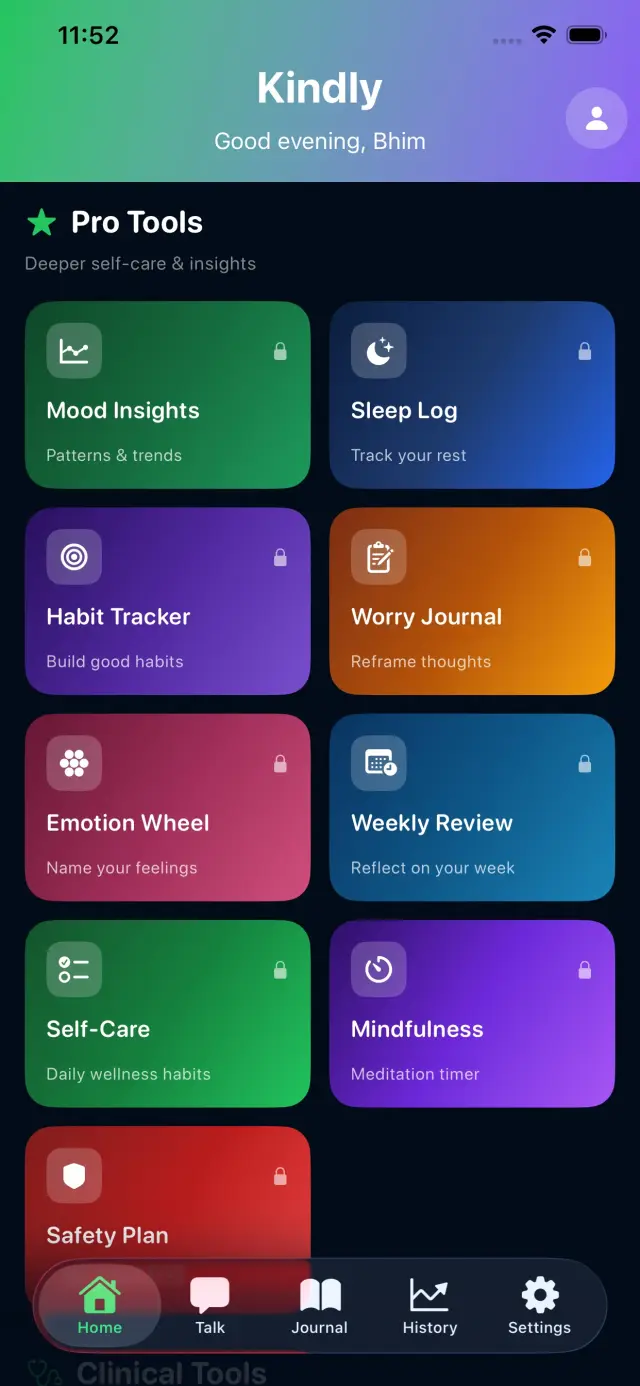 11:52
Kindly
Good evening, Bhim
Pro Tools
Deeper self-care & insights
Mood Insights
Patterns & trends
Sleep Log
Track your rest
Habit Tracker
Build good habits
Worry Journal
Reframe thoughts
Emotion Wheel
Name your feelings
Weekly Review
Reflect on your week
Self-Care
Daily wellness habits
Mindfulness
Meditation timer
Safety Plan
Home
Talk
Journal
History
Settings
Clinical Tools